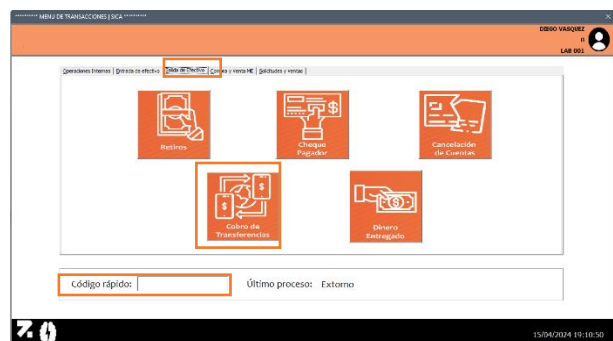 ********** MENU DE TRANSACCIONES | SICA **********
DIEGO VASQUEZ
0
LAB 001
Operaciones Internas | Entrada de efectivo | Salida de Efectivo | Compra y Venta ME | Solicitudes y Ventas |
Retiros
Cheque
Pagador
Cancelación
de Cuentas
Cobro de
Transferencias
Dinero
Entregado
Código rápido:
Último proceso: Extorno
15/04/2024 19:10:50